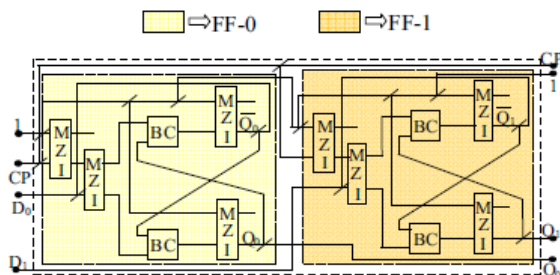 ⇨FF-0 ⇨FF-1
CP
1
1
CP
D₀
D₁
MZI
MZI
BC
BC
MZI
MZI
Q̅₀
Q₀
MZI
MZI
BC
BC
MZI
MZI
Q̅₁
Q₁